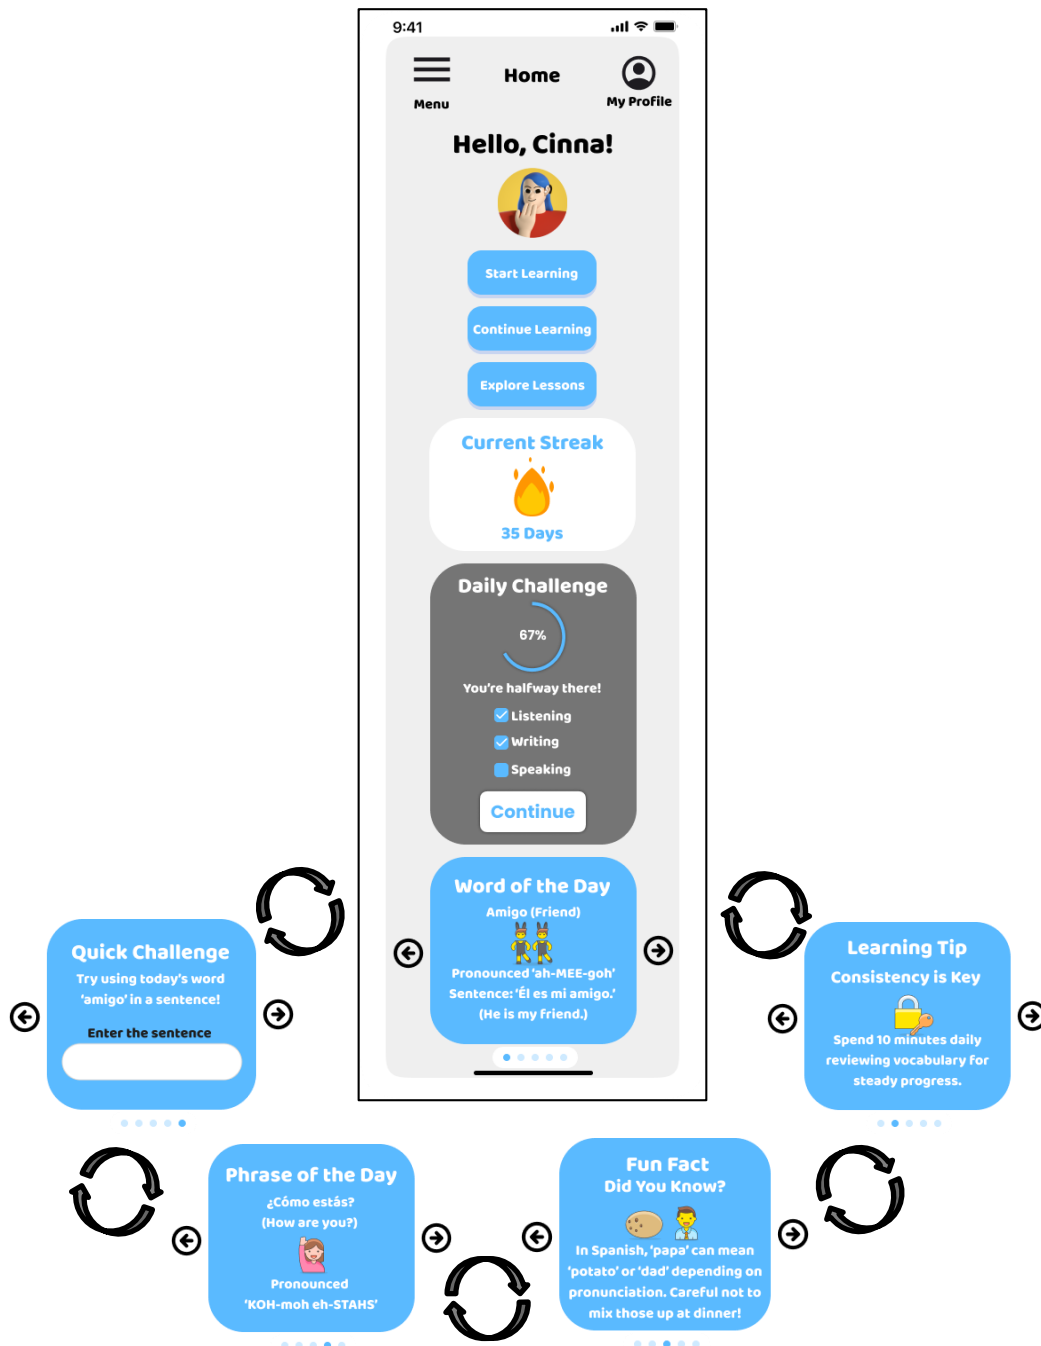 9:41
Home
Menu
My Profile
Hello, Cinna!
Start Learning
Continue Learning
Explore Lessons
Current Streak
35 Days
Daily Challenge
67%
You're halfway there!
Listening
Writing
Speaking
Continue
Word of the Day
Amigo (Friend)
Pronounced 'ah-MEE-goh'
Sentence: 'Él es mi amigo.'
(He is my friend.)
Quick Challenge
Try using today's word
'amigo' in a sentence!
Enter the sentence
Learning Tip
Consistency is Key
Spend 10 minutes daily
reviewing vocabulary for
steady progress.
Phrase of the Day
¿Cómo estás?
(How are you?)
Pronounced
'KOH-moh eh-STAHS'
Fun Fact
Did You Know?
In Spanish, 'papa' can mean
'potato' or 'dad' depending on
pronunciation. Careful not to
mix those up at dinner!